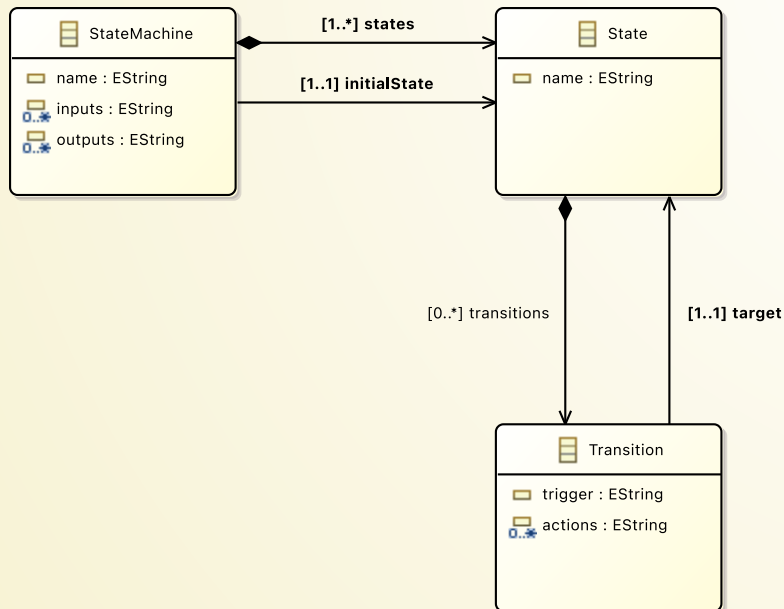 StateMachine
name : EString
0..* inputs : EString
0..* outputs : EString
[1..*] states
[1..1] initialState
State
name : EString
[0..*] transitions
[1..1] target
Transition
trigger : EString
0..* actions : EString